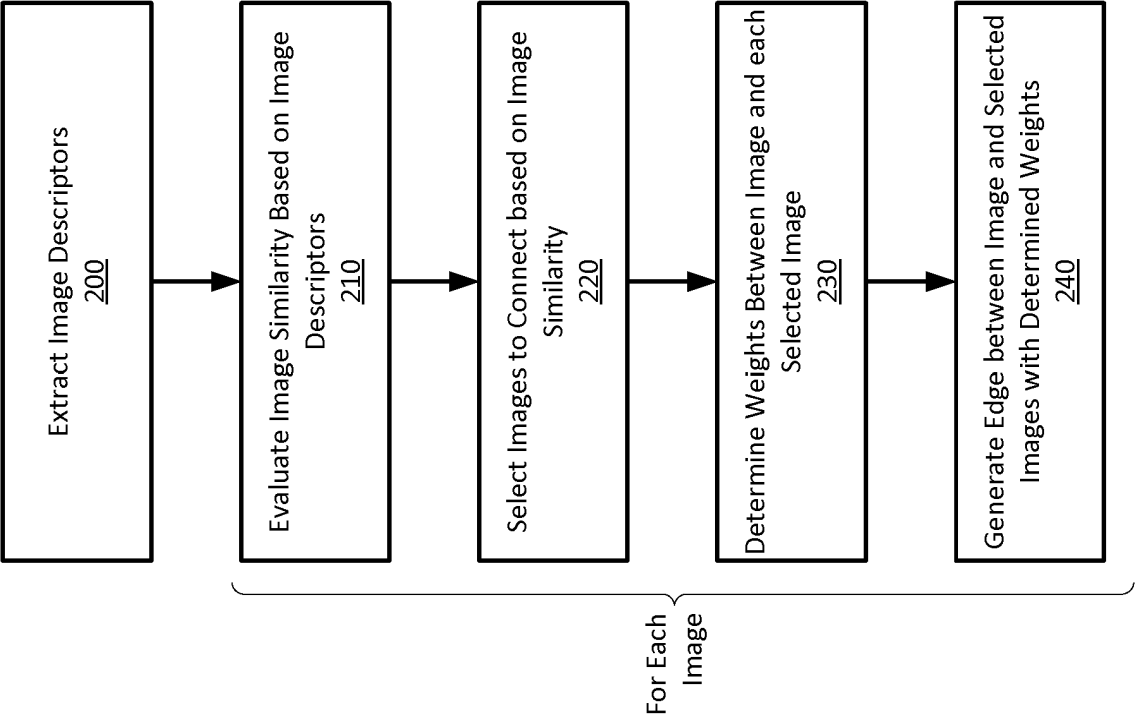 Extract Image Descriptors
200
Evaluate Image Similarity Based on Image
Descriptors
210
Select Images to Connect based on Image
Similarity
220
Determine Weights Between Image and each
Selected Image
230
Generate Edge between Image and Selected
Images with Determined Weights
240
For Each
Image